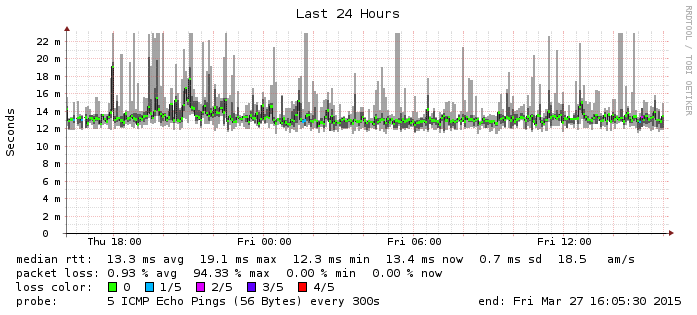 Last 24 Hours
RRDTOOL / TOBI OETIKER
Seconds
22 m
20 m
18 m
16 m
14 m
12 m
10 m
8 m
6 m
4 m
2 m
0
Thu 18:00 Fri 00:00 Fri 06:00 Fri 12:00
median rtt: 13.3 ms avg 19.1 ms max 12.3 ms min 13.4 ms now 0.7 ms sd 18.5 am/s
packet loss: 0.93 % avg 94.33 % max 0.00 % min 0.00 % now
loss color: 0 1/5 2/5 3/5 4/5
probe: 5 ICMP Echo Pings (56 Bytes) every 300s end: Fri Mar 27 16:05:30 2015